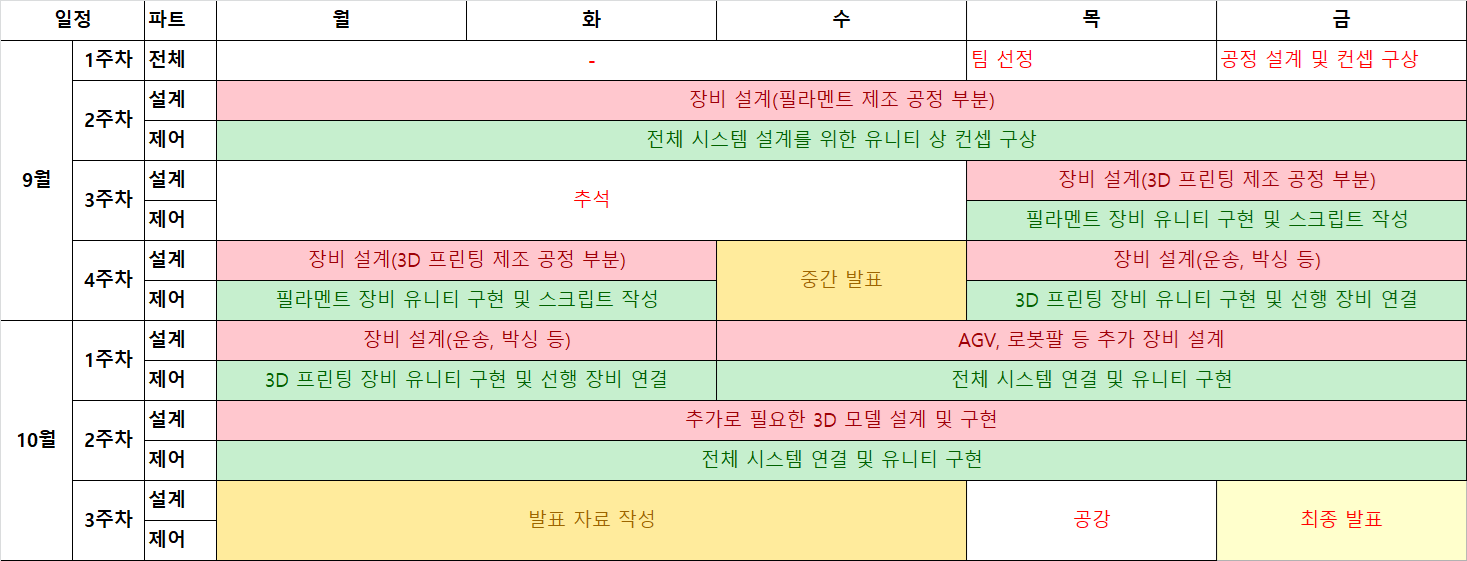 일정 파트 월 화 수 목 금
9월 1주차 전체 - 팀 선정 공정 설계 및 컨셉 구상
2주차 설계 장비 설계(필라멘트 제조 공정 부분)
제어 전체 시스템 설계를 위한 유니티 상 컨셉 구상
3주차 설계 추석 장비 설계(3D 프린팅 제조 공정 부분)
제어 필라멘트 장비 유니티 구현 및 스크립트 작성
4주차 설계 장비 설계(3D 프린팅 제조 공정 부분) 중간 발표 장비 설계(운송, 박싱 등)
제어 필라멘트 장비 유니티 구현 및 스크립트 작성 3D 프린팅 장비 유니티 구현 및 선행 장비 연결
10월 1주차 설계 장비 설계(운송, 박싱 등) AGV, 로봇팔 등 추가 장비 설계
제어 3D 프린팅 장비 유니티 구현 및 선행 장비 연결 전체 시스템 연결 및 유니티 구현
2주차 설계 추가로 필요한 3D 모델 설계 및 구현
제어 전체 시스템 연결 및 유니티 구현
3주차 설계 발표 자료 작성 공강 최종 발표
제어